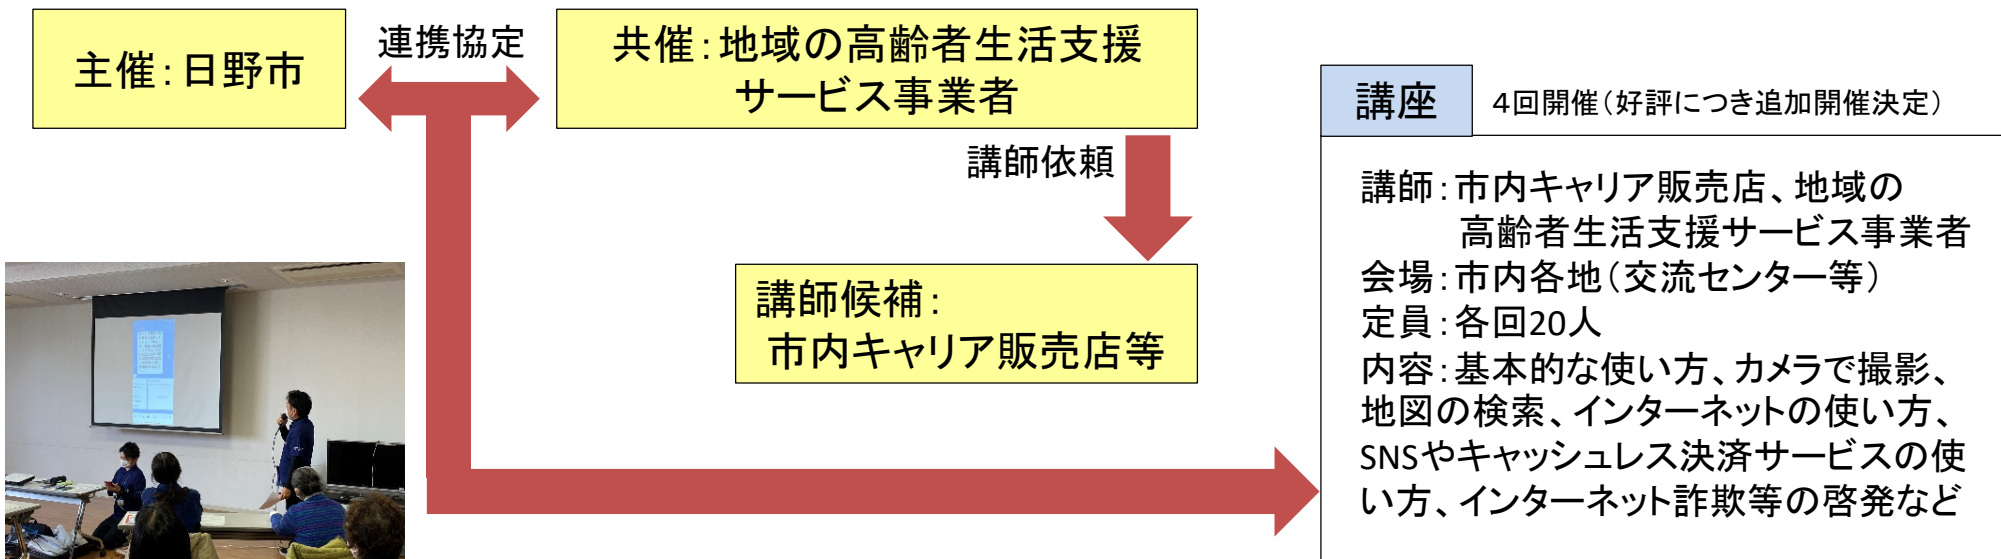 主催：日野市
連携協定
共催：地域の高齢者生活支援
サービス事業者
講師依頼
講師候補：
市内キャリア販売店等
講座
４回開催（好評につき追加開催決定）
講師：市内キャリア販売店、地域の
高齢者生活支援サービス事業者
会場：市内各地（交流センター等）
定員：各回20人
内容：基本的な使い方、カメラで撮影、
地図の検索、インターネットの使い方、
SNSやキャッシュレス決済サービスの使
い方、インターネット詐欺等の啓発など